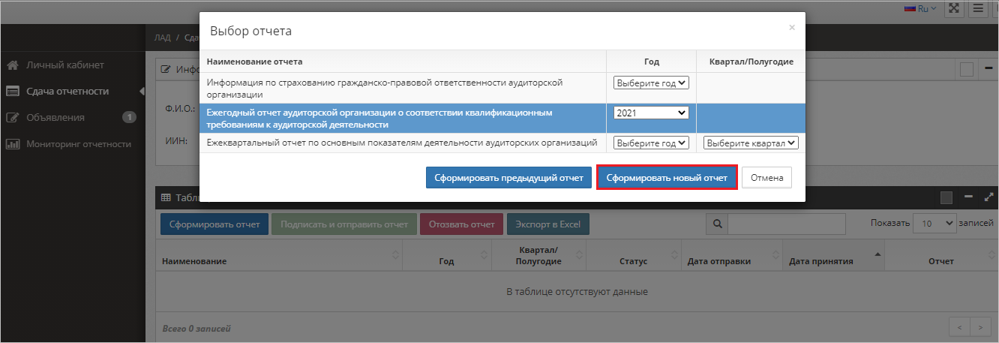 Ru
ЛАД / Сда
Выбор отчета ×
Наименование отчета Год Квартал/Полугодие
Информация по страхованию гражданско-правовой ответственности аудиторской
организации
Выберите год
Ежегодный отчет аудиторской организации о соответствии квалификационным
требованиям к аудиторской деятельности
2021
Ежеквартальный отчет по основным показателям деятельности аудиторских организаций Выберите год Выберите квартал
Сформировать предыдущий отчет Сформировать новый отчет Отмена
Личный кабинет
Сдача отчетности
Объявления 1
Мониторинг отчетности
Инфо
Ф.И.О.:
ИИН:
Табли
Сформировать отчет Подписать и отправить отчет Отозвать отчет Экспорт в Excel Показать 10 записей
Наименование Год Квартал/
Полугодие Статус Дата отправки Дата принятия Отчет
В таблице отсутствуют данные
Всего 0 записей < >